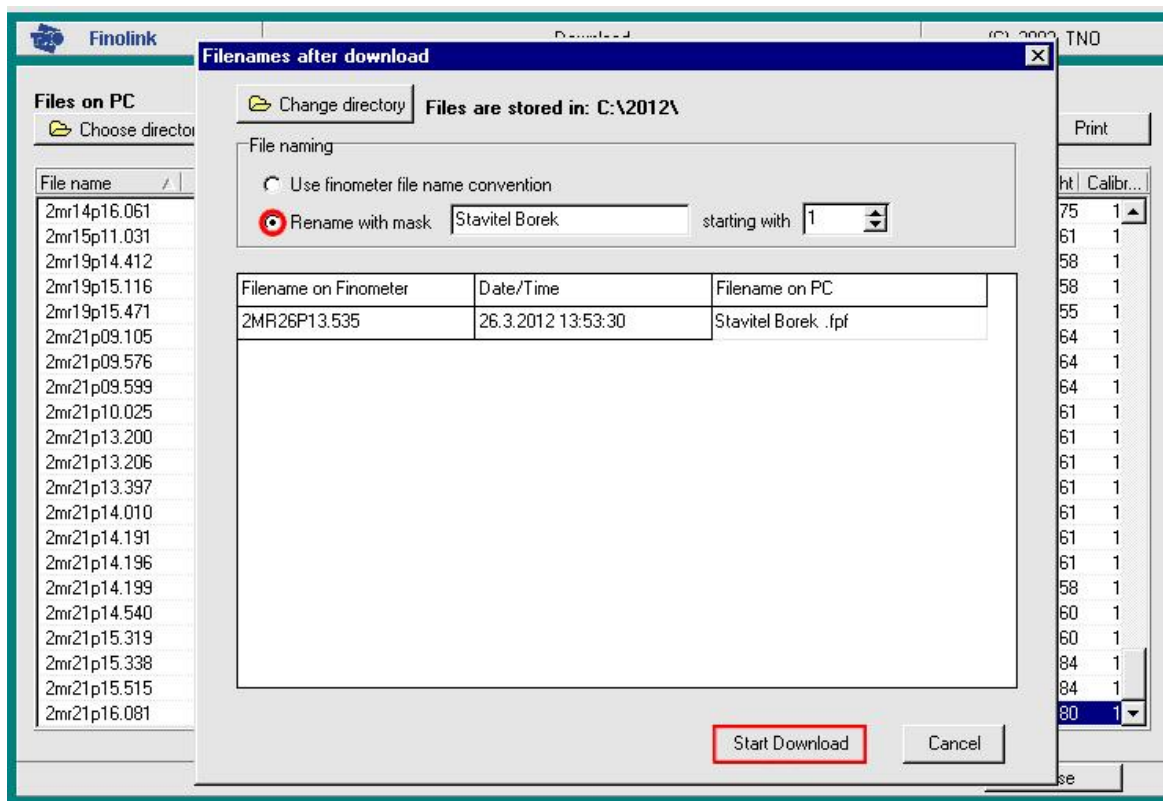 Finolink
Download
(C) 2002 TNO
Filenames after download
Files on PC
Change directory
Files are stored in: C:\2012\
Choose director
Print
File naming
Use finometer file name convention
Rename with mask
Stavitel Borek
starting with
1
File name
ht
Calibr...
Filename on Finometer
Date/Time
Filename on PC
2MR26P13.535
26.3.2012 13:53:30
Stavitel Borek .fpf
2mr14p16.061
75 1
2mr15p11.031
61 1
2mr19p14.412
58 1
2mr19p15.116
58 1
2mr19p15.471
55 1
2mr21p09.105
64 1
2mr21p09.576
64 1
2mr21p09.599
64 1
2mr21p10.025
61 1
2mr21p13.200
61 1
2mr21p13.206
61 1
2mr21p13.397
61 1
2mr21p14.010
61 1
2mr21p14.191
61 1
2mr21p14.196
61 1
2mr21p14.199
58 1
2mr21p14.540
60 1
2mr21p15.319
60 1
2mr21p15.338
84 1
2mr21p15.515
84 1
2mr21p16.081
80 1
Start Download
Cancel
se